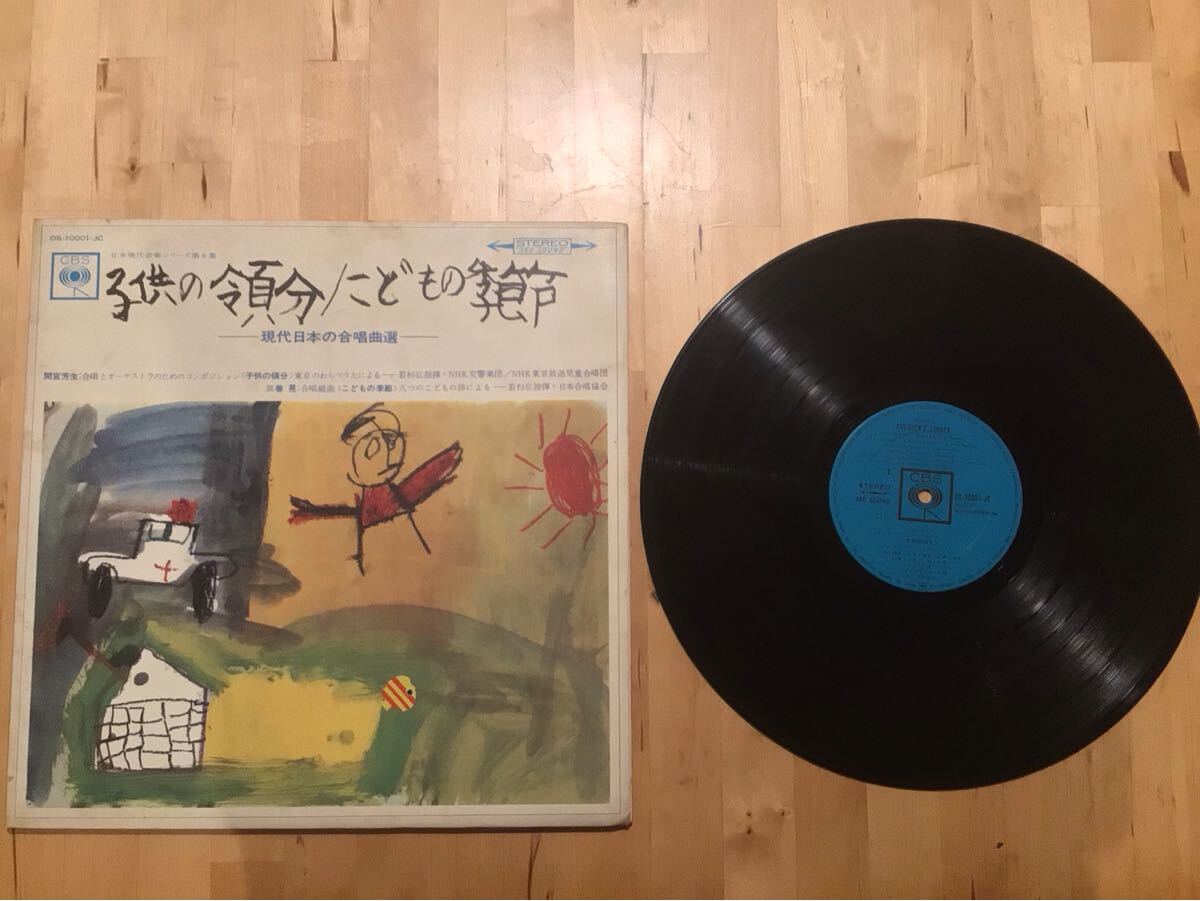 OS-10001-JC
STEREO
"360 SOUND"
CBS
日本現代音楽シリーズ第6集
子供の領分/こどもの季節
現代日本の合唱曲選
間宮芳生:合唱とオーケストラのためのコンポジション〈子供の領分〉東京のわらべうたによる——若杉弘指揮・NHK交響楽団/NHK東京放送児童合唱団
三善 晃:合唱組曲〈こどもの季節〉八つのこどもの詩による——若杉弘指揮・日本合唱協会
CHILDREN'S CORNER
1
CBS
STEREO
360 SOUND
OS-10001-JC